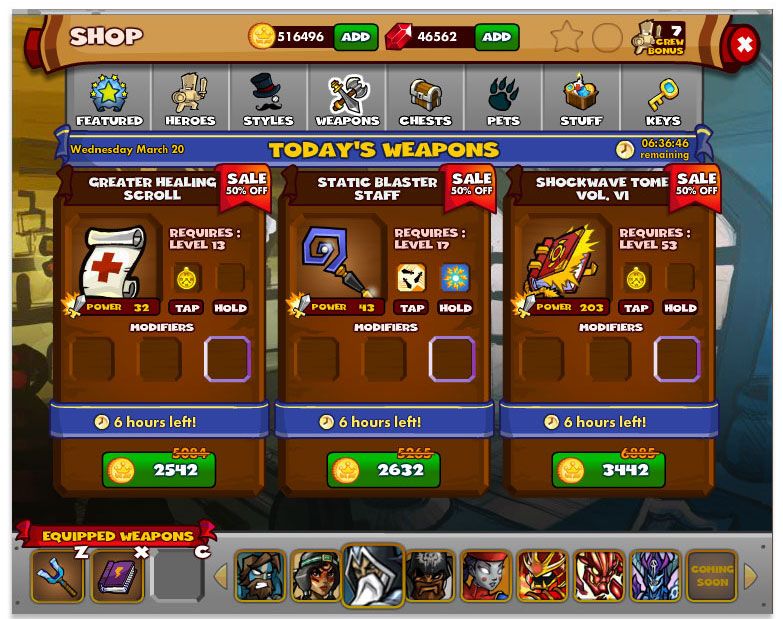 SHOP
516496 ADD
46562 ADD
7
CREW
BONUS
FEATURED HEROES STYLES WEAPONS CHESTS PETS STUFF KEYS
Wednesday March 20
TODAY'S WEAPONS
06:36:46
remaining
GREATER HEALING
SCROLL
SALE
50% OFF
REQUIRES :
LEVEL 13
POWER 32
TAP HOLD
MODIFIERS
6 hours left!
5084
2542
STATIC BLASTER
STAFF
SALE
50% OFF
REQUIRES :
LEVEL 17
POWER 43
TAP HOLD
MODIFIERS
6 hours left!
5265
2632
SHOCKWAVE TOME
VOL. VI
SALE
50% OFF
REQUIRES :
LEVEL 53
POWER 203
TAP HOLD
MODIFIERS
6 hours left!
6885
3442
EQUIPPED WEAPONS
Z X C
COMING
SOON